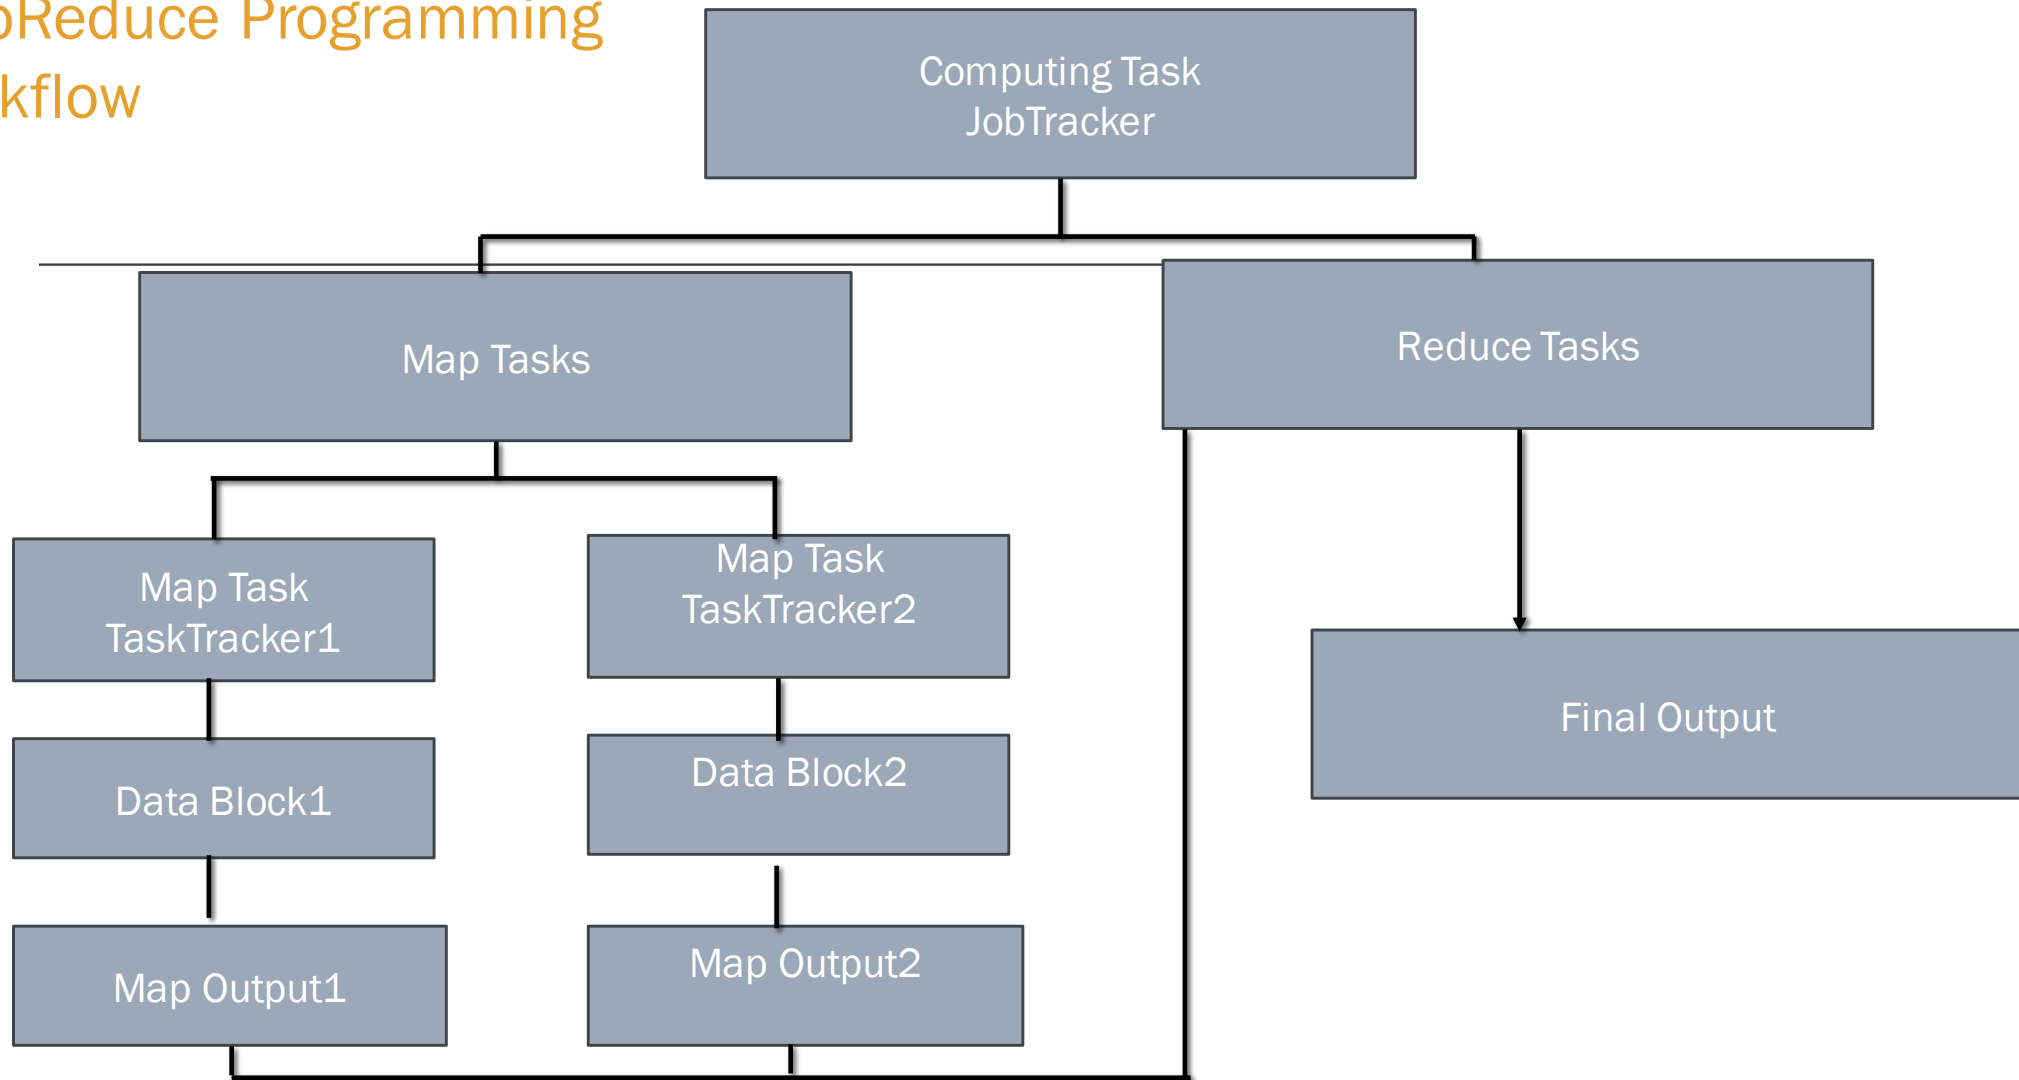 Reduce Programming
kflow
Computing Task
JobTracker
Map Tasks
Reduce Tasks
Map Task
TaskTracker1
Map Task
TaskTracker2
Data Block1
Data Block2
Final Output
Map Output1
Map Output2